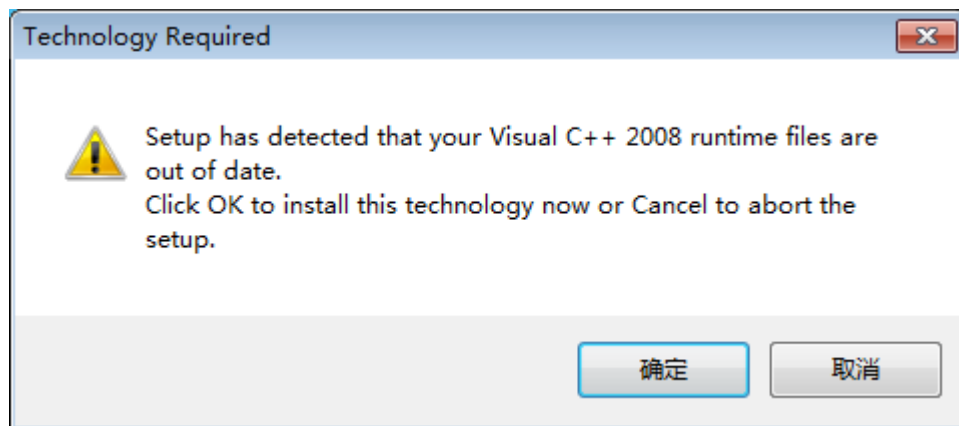 Technology Required
Setup has detected that your Visual C++ 2008 runtime files are
out of date.
Click OK to install this technology now or Cancel to abort the
setup.
确定
取消